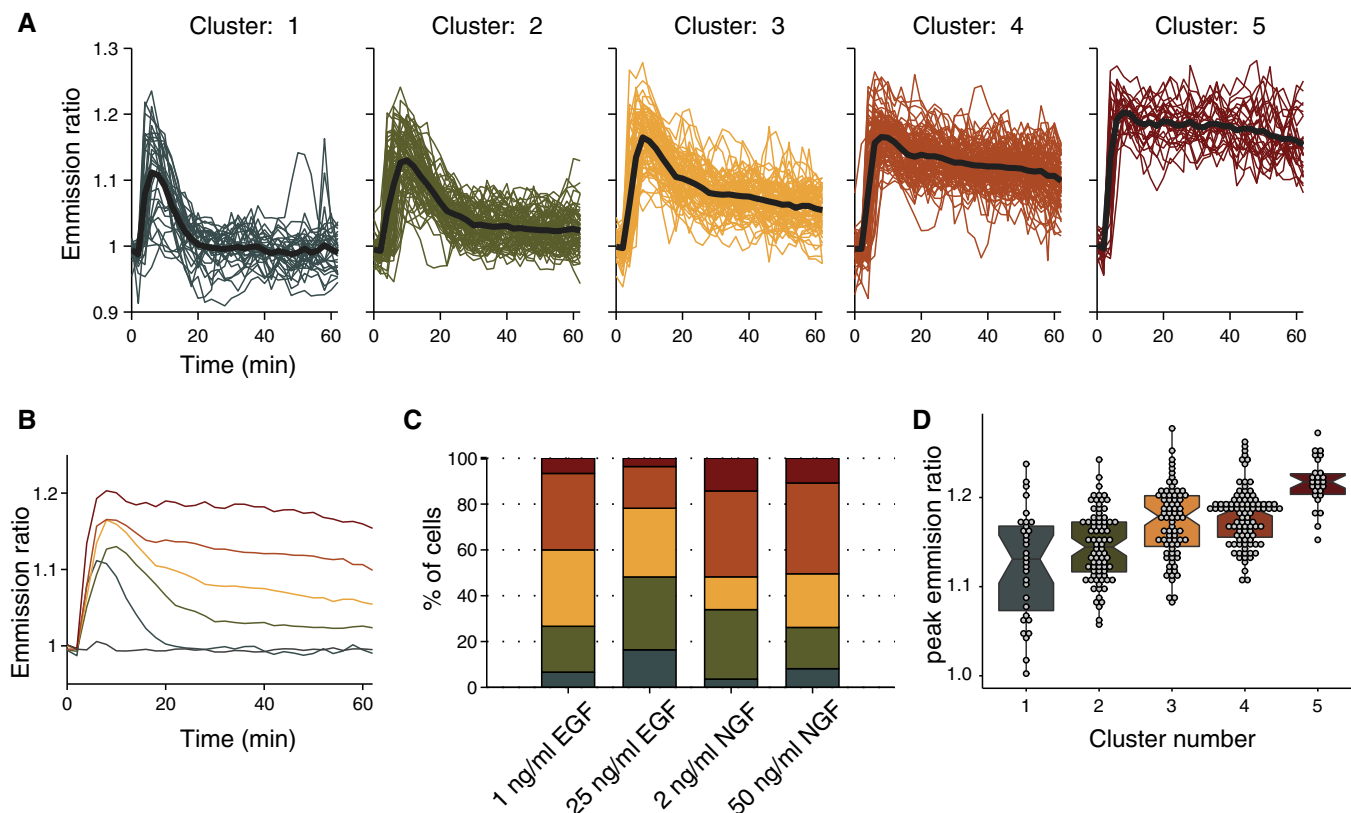 A
Cluster: 1
Cluster: 2
Cluster: 3
Cluster: 4
Cluster: 5
Emmission ratio
1.3
1.2
1.1
1
0.9
0 20 40 60
0 20 40 60
0 20 40 60
0 20 40 60
0 20 40 60
Time (min)
B
Emmission ratio
1.2
1.1
1
0 20 40 60
Time (min)
C
% of cells
100
80
60
40
20
0
1 ng/ml EGF
25 ng/ml EGF
2 ng/ml NGF
50 ng/ml NGF
D
peak emmision ratio
1.2
1.1
1.0
1 2 3 4 5
Cluster number